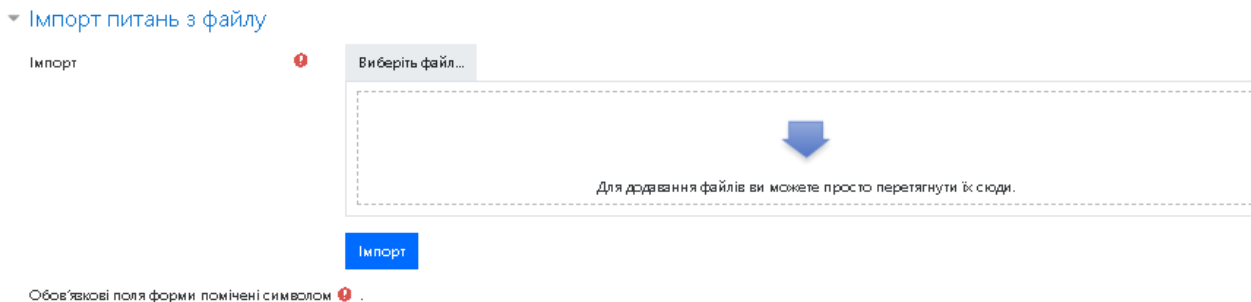 Імпорт питань з файлу
Імпорт
Виберіть файл...
Для додавання файлів ви можете просто перетягнути їх сюди.
Імпорт
Обов'язкові поля форми помічені символом .